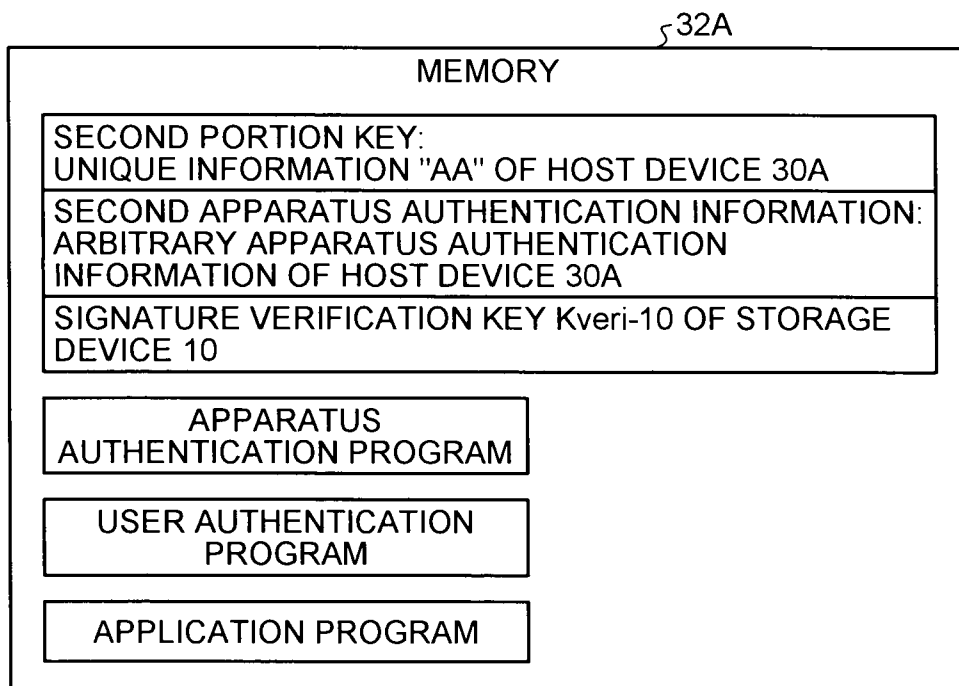 32A
MEMORY
SECOND PORTION KEY:
UNIQUE INFORMATION "AA" OF HOST DEVICE 30A
SECOND APPARATUS AUTHENTICATION INFORMATION:
ARBITRARY APPARATUS AUTHENTICATION
INFORMATION OF HOST DEVICE 30A
SIGNATURE VERIFICATION KEY Kveri-10 OF STORAGE
DEVICE 10
APPARATUS
AUTHENTICATION PROGRAM
USER AUTHENTICATION
PROGRAM
APPLICATION PROGRAM